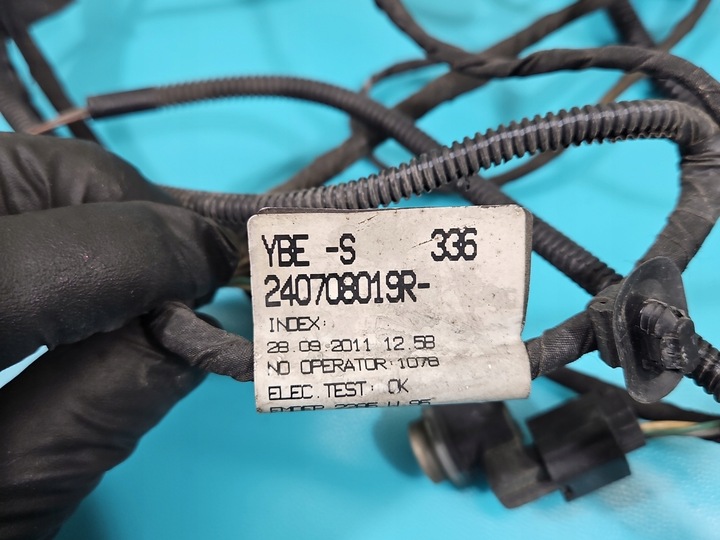 YBE -S 336
240708019R-
INDEX:
28.09.2011 12.58
NO OPERATOR:1078
ELEC.TEST: OK